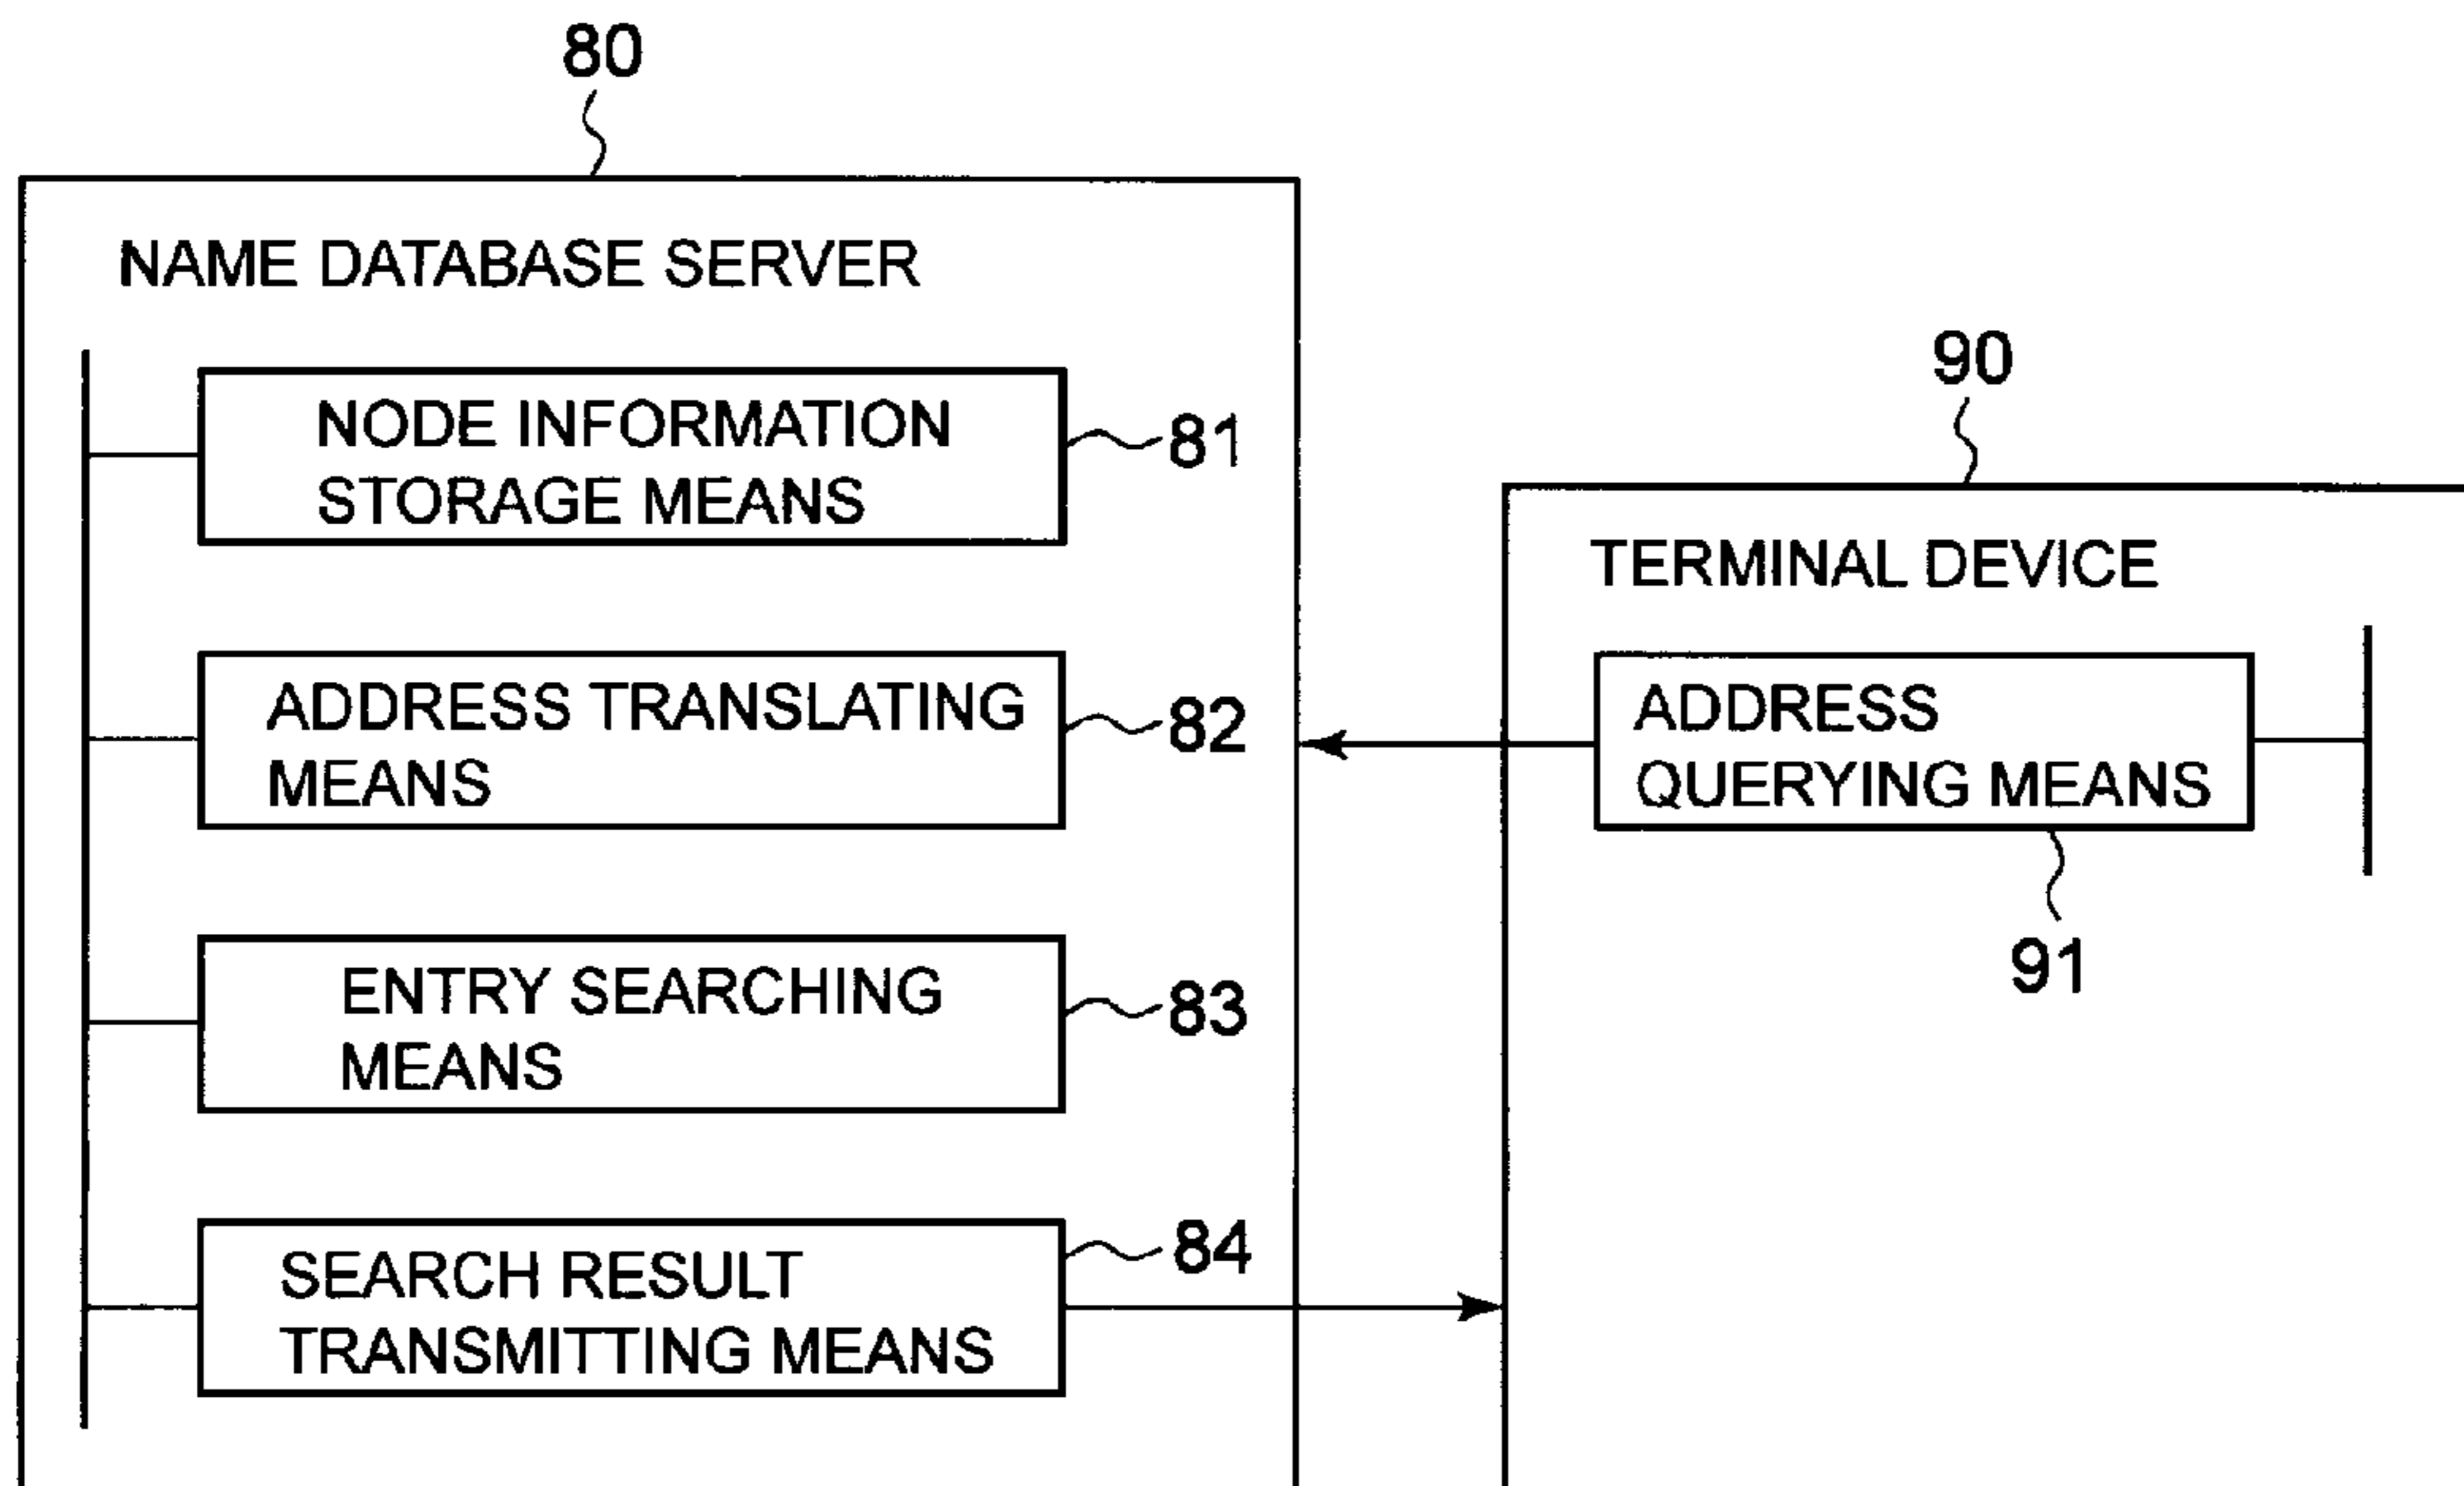 80
NAME DATABASE SERVER
NODE INFORMATION
STORAGE MEANS
81
ADDRESS TRANSLATING
MEANS
82
ENTRY SEARCHING
MEANS
83
SEARCH RESULT
TRANSMITTING MEANS
84
90
TERMINAL DEVICE
ADDRESS
QUERYING MEANS
91